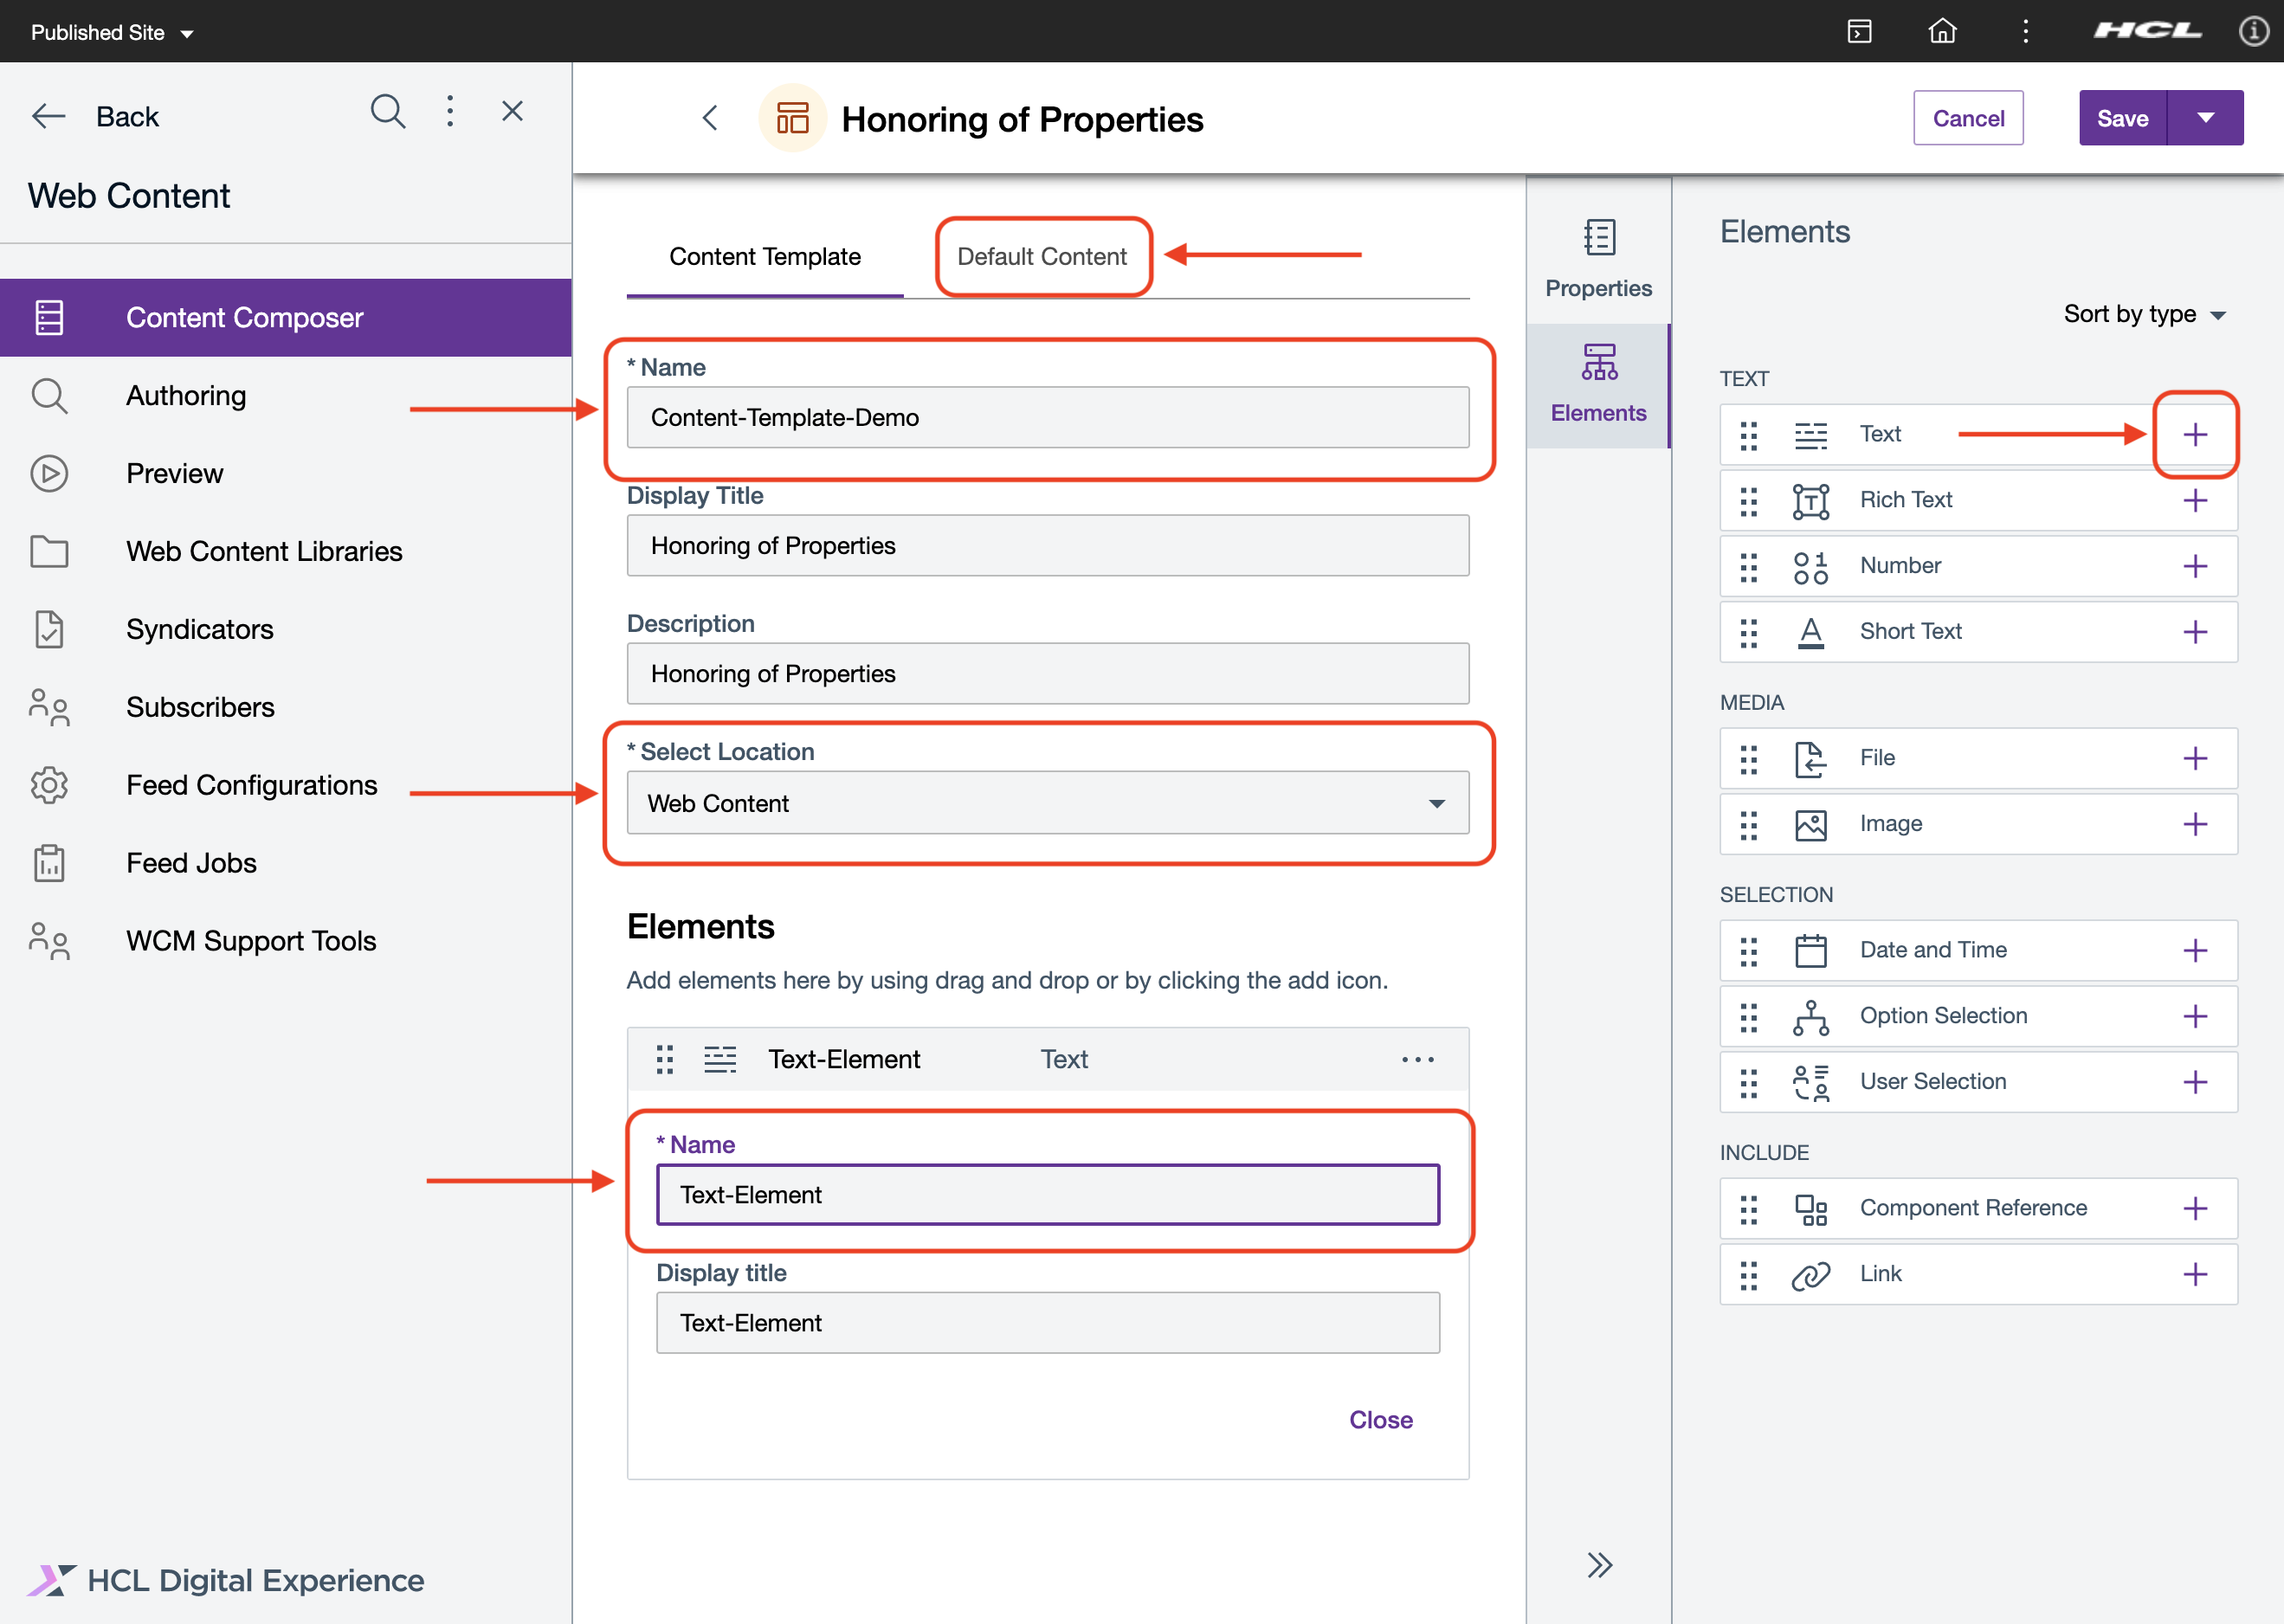 Published Site
HCL
Back
Web Content
Content Composer
Authoring
Preview
Web Content Libraries
Syndicators
Subscribers
Feed Configurations
Feed Jobs
WCM Support Tools
HCL Digital Experience
Honoring of Properties
Cancel
Save
Content Template
Default Content
* Name
Content-Template-Demo
Display Title
Honoring of Properties
Description
Honoring of Properties
* Select Location
Web Content
Elements
Add elements here by using drag and drop or by clicking the add icon.
Text-Element Text
* Name
Text-Element
Display title
Text-Element
Close
Properties
Elements
Elements
Sort by type
TEXT
Text
Rich Text
Number
Short Text
MEDIA
File
Image
SELECTION
Date and Time
Option Selection
User Selection
INCLUDE
Component Reference
Link